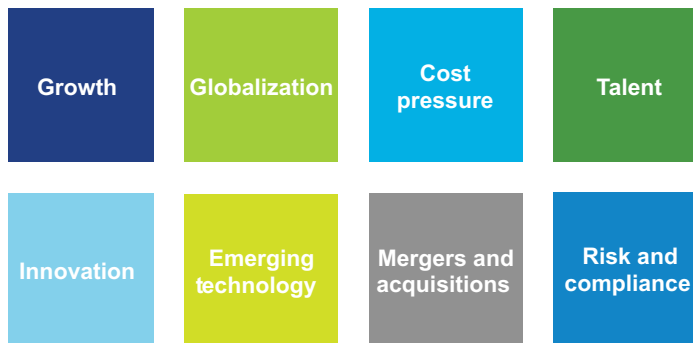 Growth
Globalization
Cost
pressure
Talent
Innovation
Emerging
technology
Mergers and
acquisitions
Risk and
compliance